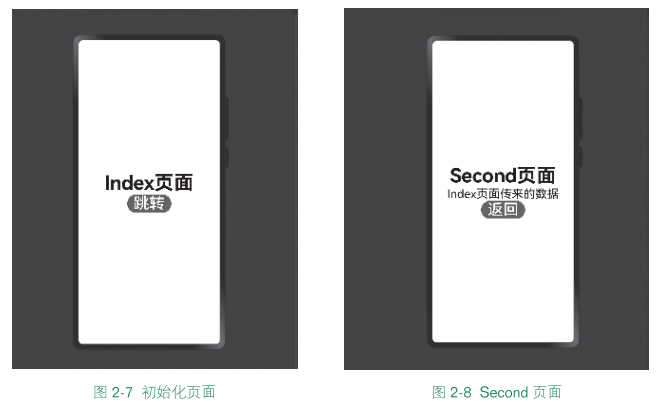 Index页面
跳转
Second页面
Index页面传来的数据
返回
图 2-7 初始化页面
图 2-8 Second 页面